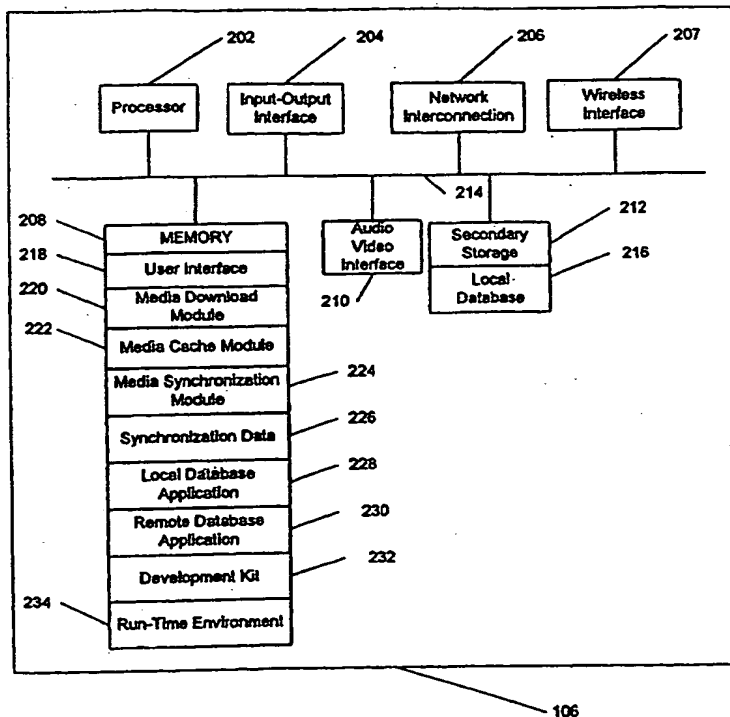 202
204
206
207
Processor
Input-Output
Interface
Network
Interconnection
Wireless
Interface
214
208
MEMORY
Audio
Video
Interface
210
Secondary
Storage
212
Local
Database
216
218
User Interface
220
Media Download
Module
222
Media Cache Module
Media Synchronization
Module
224
Synchronization Data
226
Local Database
Application
228
Remote Database
Application
230
Development Kit
232
234
Run-Time Environment
106